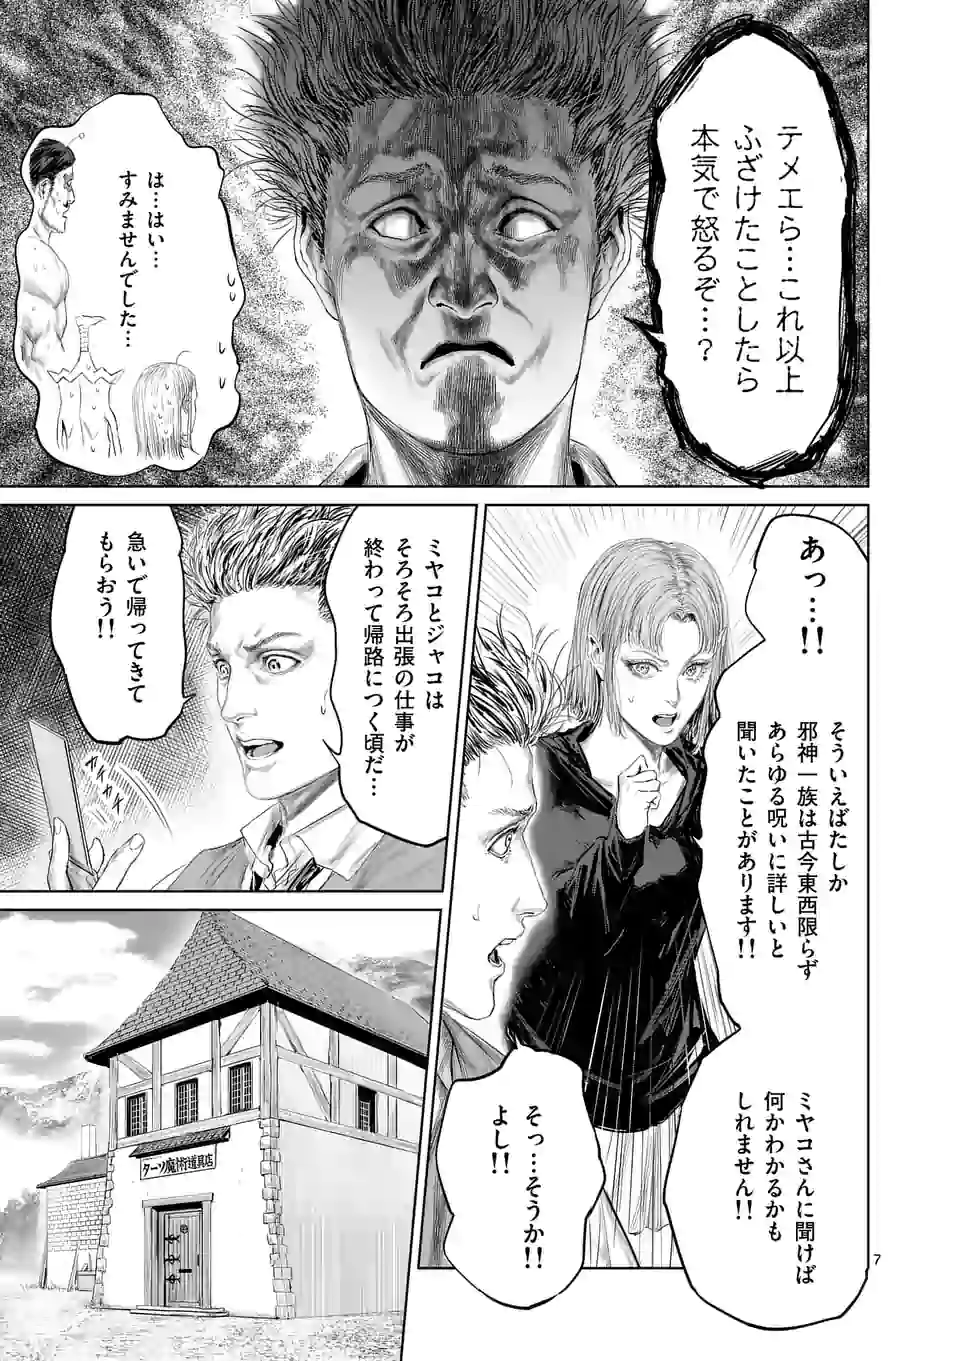 テメエら…これ以上
ふざけたことしたら
本気で怒るぞ…？
は…はい…
すみませんでした…
あっ…!!
そういえばたしか
邪神一族は古今東西限らず
あらゆる呪いに詳しいと
聞いたことがあります!!
ミヤコさんに聞けば
何かわかるかも
しれません!!
そっ…そうか!!
よし!!
ミヤコとジャコは
そろそろ出張の仕事が
終わって帰路につく頃だ…
急いで帰ってきて
もらおう!!
ターツ魔術道具店
7